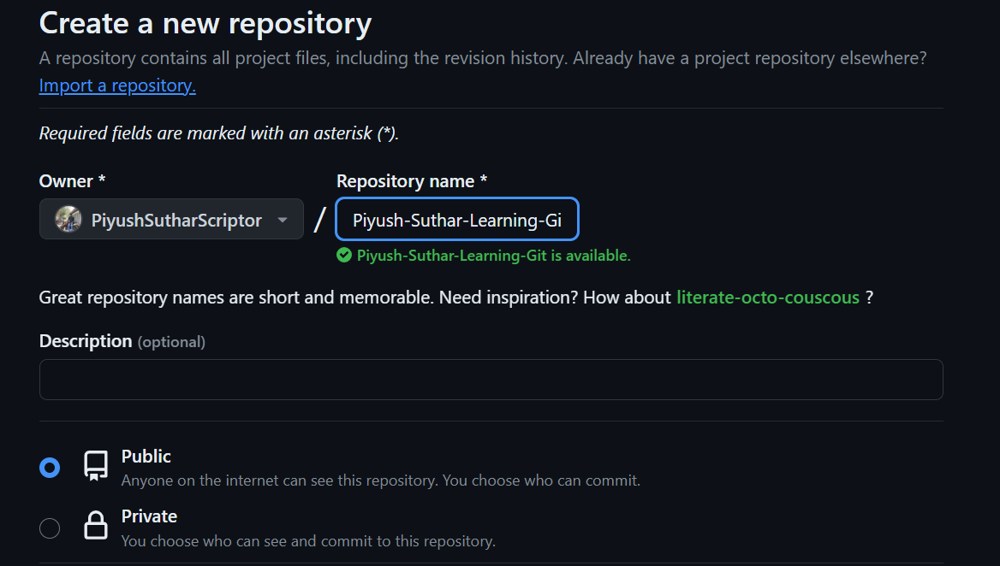 Create a new repository
A repository contains all project files, including the revision history. Already have a project repository elsewhere?
Import a repository.
Required fields are marked with an asterisk (*).
Owner *
Repository name *
PiyushSutharScriptor / Piyush-Suthar-Learning-Gi
Piyush-Suthar-Learning-Git is available.
Great repository names are short and memorable. Need inspiration? How about literate-octo-couscous ?
Description (optional)
Public
Anyone on the internet can see this repository. You choose who can commit.
Private
You choose who can see and commit to this repository.